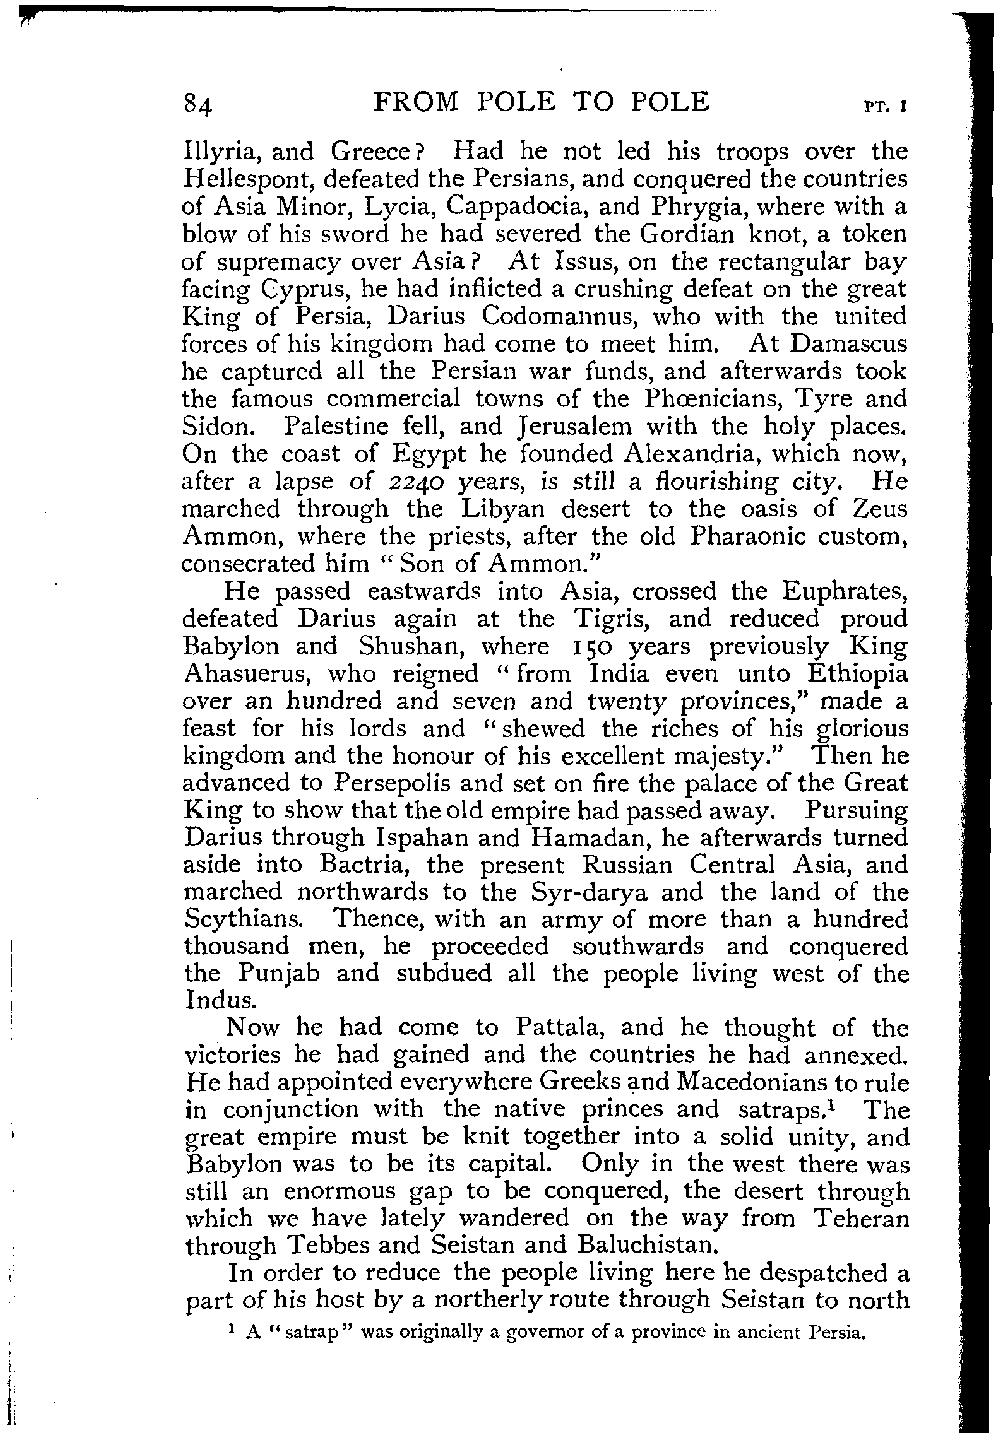 84 FROM POLE TO POLE PT. I
Illyria, and Greece? Had he not led his troops over the
Hellespont, defeated the Persians, and conquered the countries
of Asia Minor, Lycia, Cappadocia, and Phrygia, where with a
blow of his sword he had severed the Gordian knot, a token
of supremacy over Asia? At Issus, on the rectangular bay
facing Cyprus, he had inflicted a crushing defeat on the great
King of Persia, Darius Codomannus, who with the united
forces of his kingdom had come to meet him. At Damascus
he captured all the Persian war funds, and afterwards took
the famous commercial towns of the Phœnicians, Tyre and
Sidon. Palestine fell, and Jerusalem with the holy places.
On the coast of Egypt he founded Alexandria, which now,
after a lapse of 2240 years, is still a flourishing city. He
marched through the Libyan desert to the oasis of Zeus
Ammon, where the priests, after the old Pharaonic custom,
consecrated him “Son of Ammon.”
He passed eastwards into Asia, crossed the Euphrates,
defeated Darius again at the Tigris, and reduced proud
Babylon and Shushan, where 150 years previously King
Ahasuerus, who reigned “from India even unto Ethiopia
over an hundred and seven and twenty provinces,” made a
feast for his lords and “shewed the riches of his glorious
kingdom and the honour of his excellent majesty.” Then he
advanced to Persepolis and set on fire the palace of the Great
King to show that the old empire had passed away. Pursuing
Darius through Ispahan and Hamadan, he afterwards turned
aside into Bactria, the present Russian Central Asia, and
marched northwards to the Syr-darya and the land of the
Scythians. Thence, with an army of more than a hundred
thousand men, he proceeded southwards and conquered
the Punjab and subdued all the people living west of the
Indus.
Now he had come to Pattala, and he thought of the
victories he had gained and the countries he had annexed.
He had appointed everywhere Greeks and Macedonians to rule
in conjunction with the native princes and satraps.¹ The
great empire must be knit together into a solid unity, and
Babylon was to be its capital. Only in the west there was
still an enormous gap to be conquered, the desert through
which we have lately wandered on the way from Teheran
through Tebbes and Seistan and Baluchistan.
In order to reduce the people living here he despatched a
part of his host by a northerly route through Seistan to north
¹ A “satrap” was originally a governor of a province in ancient Persia.